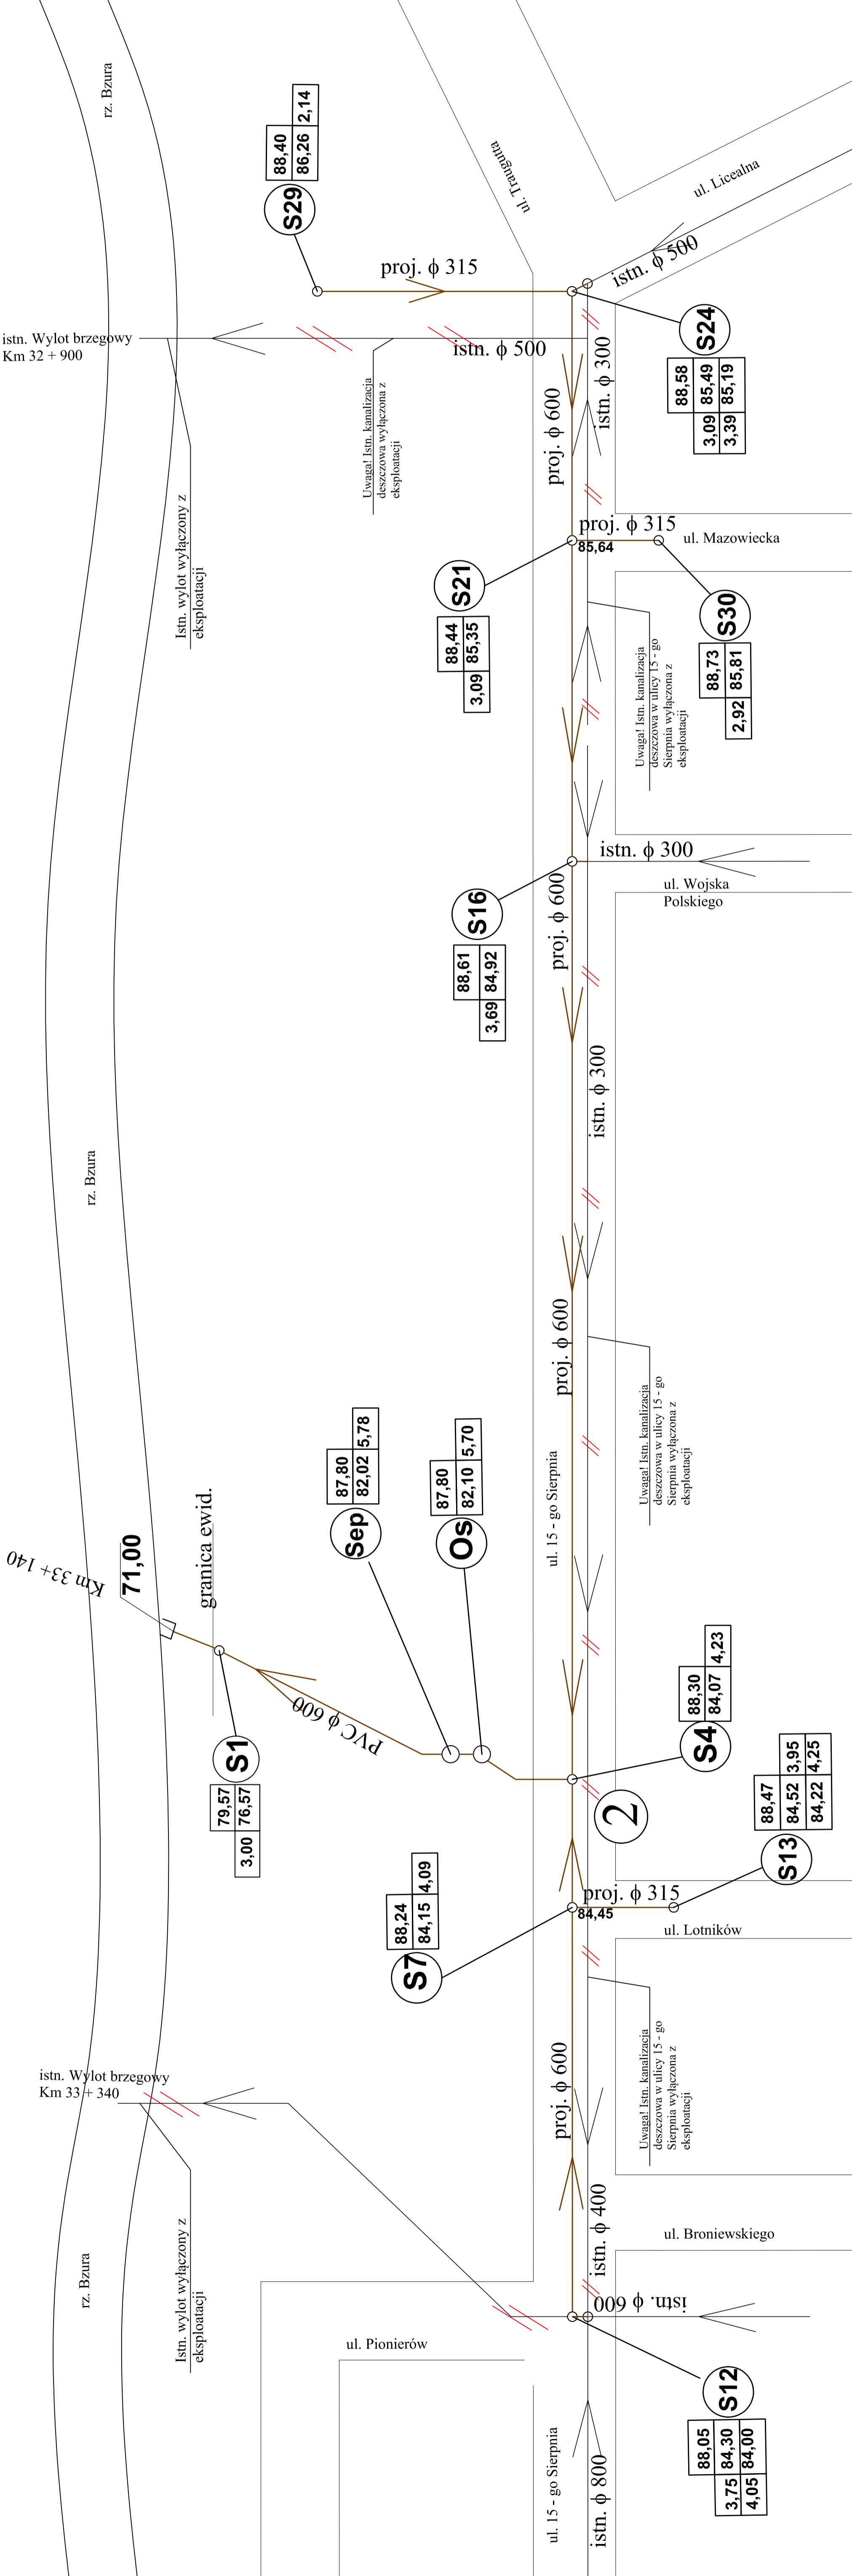 rz. Bzura
88,40
86,26 2,14
S29
ul. Traugutta
ul. Licealna
proj. ϕ 315
istn. ϕ 500
istn. Wylot brzegowy
Km 32 + 900
istn. ϕ 500
istn. ϕ 300
S24
88,58
3,09 85,49
3,39 85,19
Uwaga! Istn. kanalizacja
deszczowa wyłączona z
eksploatacji
proj. ϕ 600
Istn. wylot wyłączony z
eksploatacji
proj. ϕ 315
85,64
ul. Mazowiecka
S21
88,44
3,09 85,35
S30
88,73
2,92 85,81
Uwaga! Istn. kanalizacja
deszczowa w ulicy 15 - go
Sierpnia wyłączona z
eksploatacji
istn. ϕ 300
ul. Wojska
Polskiego
S16
88,61
3,69 84,92
proj. ϕ 600
istn. ϕ 300
rz. Bzura
proj. ϕ 600
Uwaga! Istn. kanalizacja
deszczowa w ulicy 15 - go
Sierpnia wyłączona z
eksploatacji
ul. 15 - go Sierpnia
87,80
82,02 5,78
Sep
87,80
82,10 5,70
Os
granica ewid.
71,00
Km 33+ 140
PVC ϕ 600
S1
79,57
3,00 76,57
88,30
84,07 4,23
S4
2
88,47
84,52 3,95
84,22 4,25
S13
88,24
84,15 4,09
S7
proj. ϕ 315
84,45
ul. Lotników
Uwaga! Istn. kanalizacja
deszczowa w ulicy 15 - go
Sierpnia wyłączona z
eksploatacji
proj. ϕ 600
istn. Wylot brzegowy
Km 33 + 340
istn. ϕ 400
ul. Broniewskiego
rz. Bzura
Istn. wylot wyłączony z
eksploatacji
istn. ϕ 600
ul. Pionierów
S12
88,05
3,75 84,30
4,05 84,00
ul. 15 - go Sierpnia
istn. ϕ 800